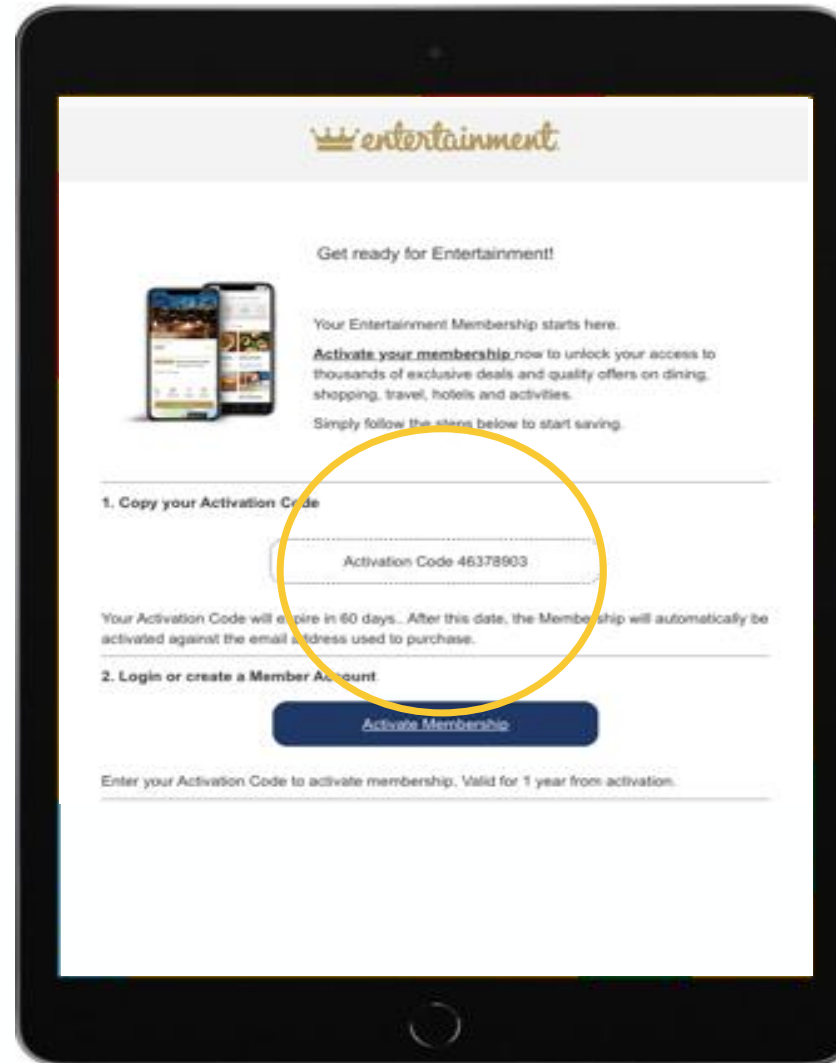 entertainment
Get ready for Entertainment!
Your Entertainment Membership starts here.
Activate your membership now to unlock your access to
thousands of exclusive deals and quality offers on dining,
shopping, travel, hotels and activities.
Simply follow the steps below to start saving.
1. Copy your Activation Code
Activation Code 46378903
Your Activation Code will expire in 60 days.. After this date, the Membership will automatically be
activated against the email address used to purchase.
2. Login or create a Member Account
Activate Membership
Enter your Activation Code to activate membership. Valid for 1 year from activation.